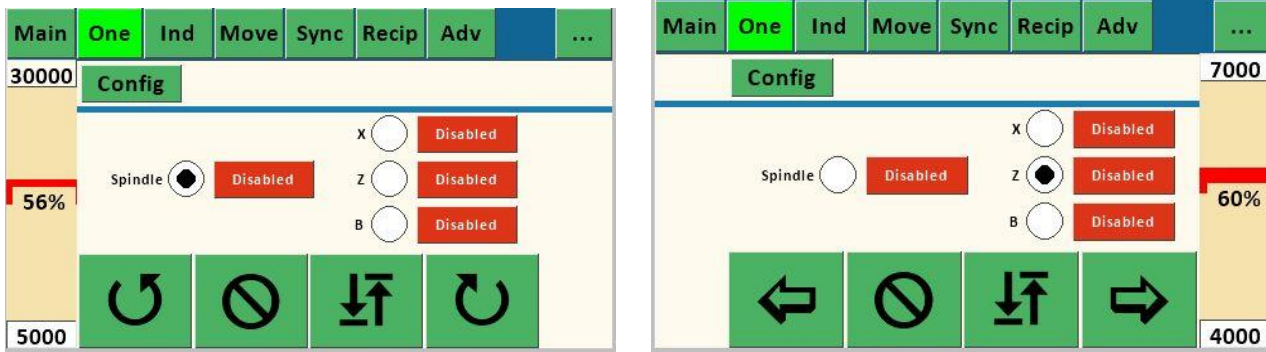 Main One Ind Move Sync Recip Adv ...
30000
Config
X Disabled
Spindle Disabled
Z Disabled
56%
B Disabled
5000
Main One Ind Move Sync Recip Adv ...
7000
Config
X Disabled
Spindle Disabled
Z Disabled
60%
B Disabled
4000